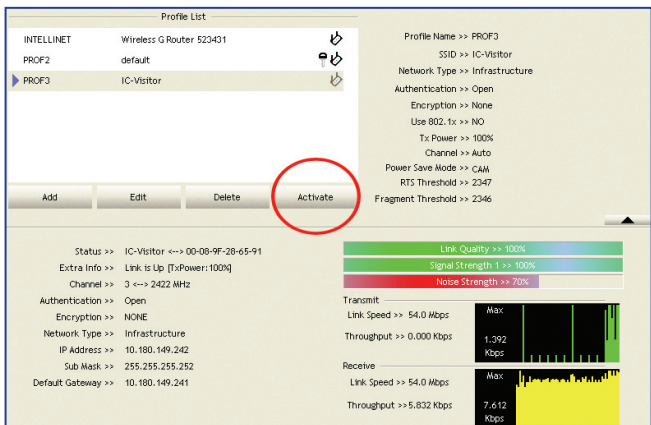 Profile List
INTELLINET Wireless G Router 523431
PROF2 default
PROF3 IC-Visitor
Add Edit Delete Activate
Profile Name >> PROF3
SSID >> IC-Visitor
Network Type >> Infrastructure
Authentication >> Open
Encryption >> None
Use 802.1x >> NO
Tx Power >> 100%
Channel >> Auto
Power Save Mode >> CAM
RTS Threshold >> 2347
Fragment Threshold >> 2346
Status >> IC-Visitor <--> 00-08-9F-28-65-91
Extra Info >> Link is Up [TxPower:100%]
Channel >> 3 <--> 2422 MHz
Authentication >> Open
Encryption >> NONE
Network Type >> Infrastructure
IP Address >> 10.180.149.242
Sub Mask >> 255.255.255.252
Default Gateway >> 10.180.149.241
Link Quality >> 100%
Signal Strength 1 >> 100%
Noise Strength >> 70%
Transmit
Link Speed >> 54.0 Mbps
Throughput >> 0.000 Kbps
Max
1.392
Kbps
Receive
Link Speed >> 54.0 Mbps
Throughput >> 5.832 Kbps
Max
7.612
Kbps